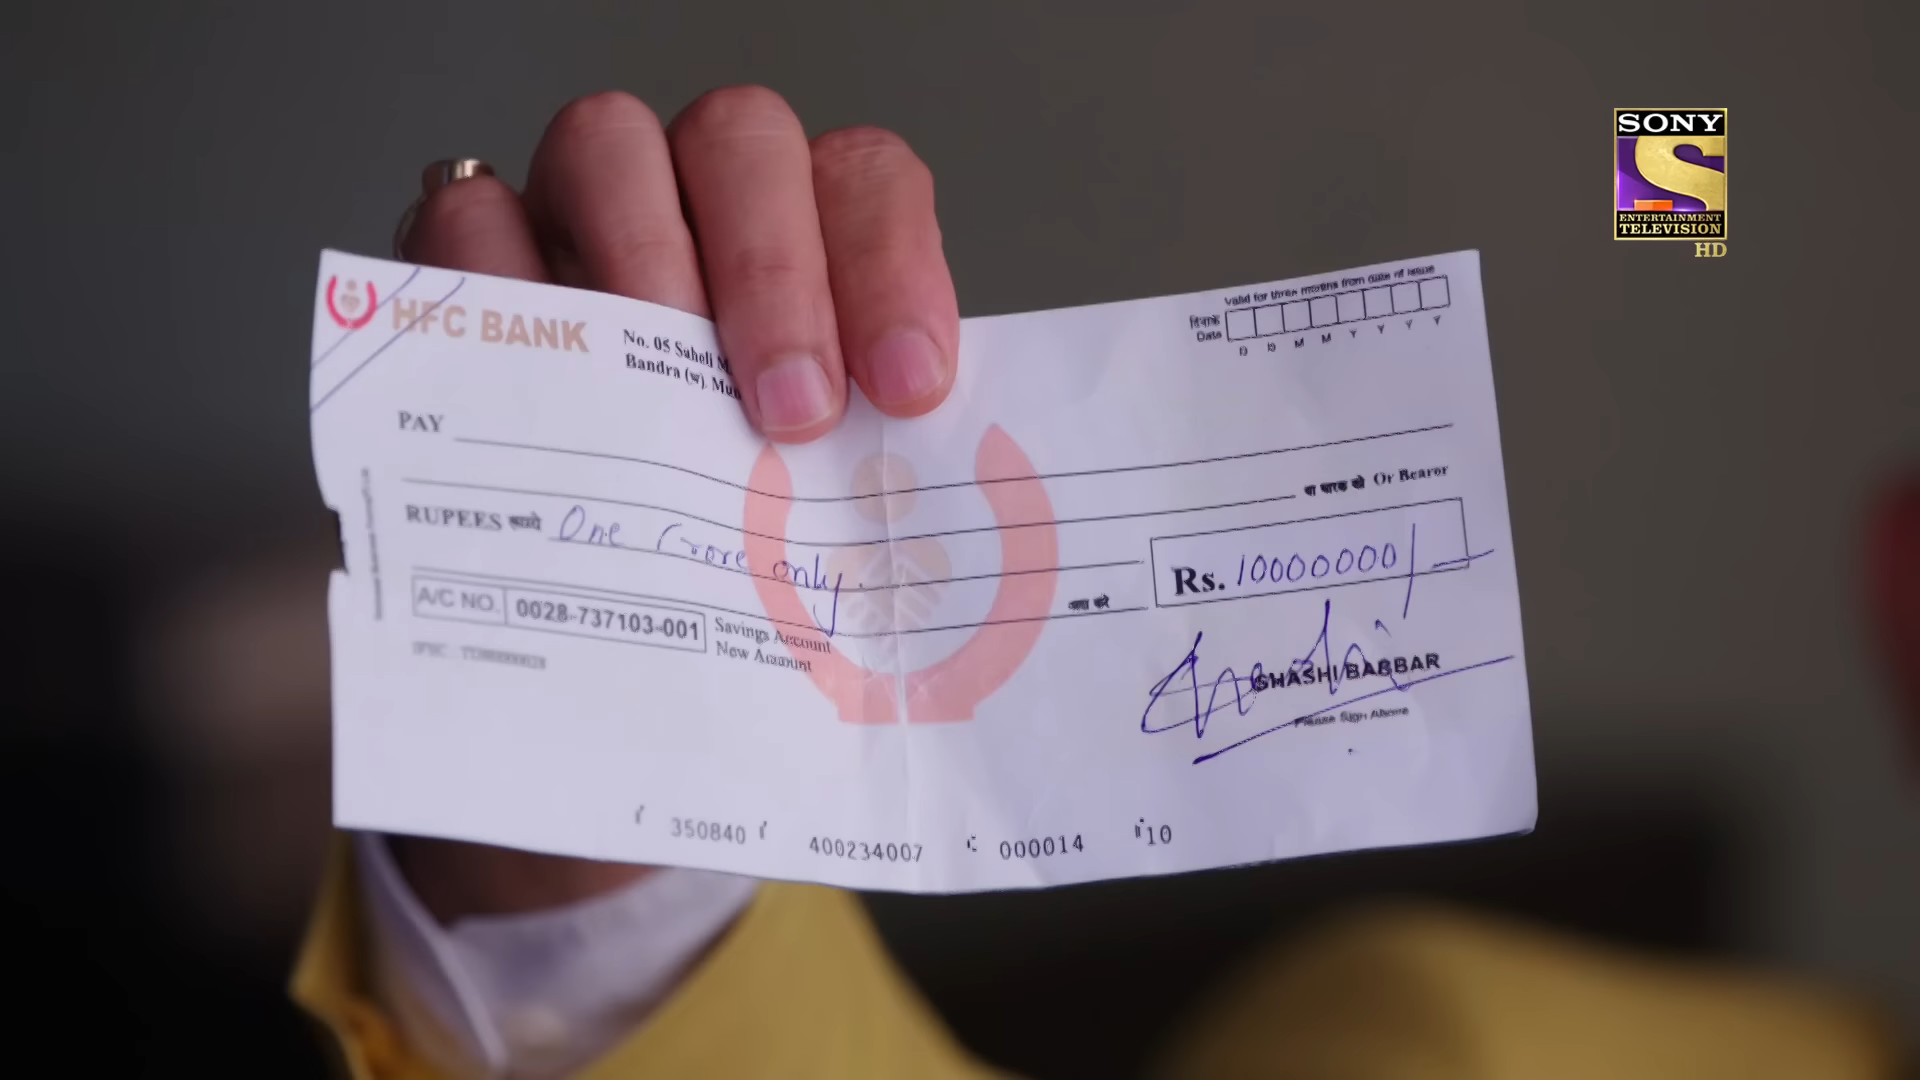 SONY
ENTERTAINMENT
TELEVISION
HD
HFC BANK
No. 05 Saheli
Bandra (w).
Valid for three months from date of issue
दिनांक
Date
D D M M Y Y Y Y
PAY
या धारक को Or Bearer
RUPEES रुपये One Crore only.
अदा करे
Rs. 10000000/-
A/C NO. 0028-737103-001
Savings Account
New Account
SHASHI BABBAR
Please Sign Above
350840 400234007 000014 10